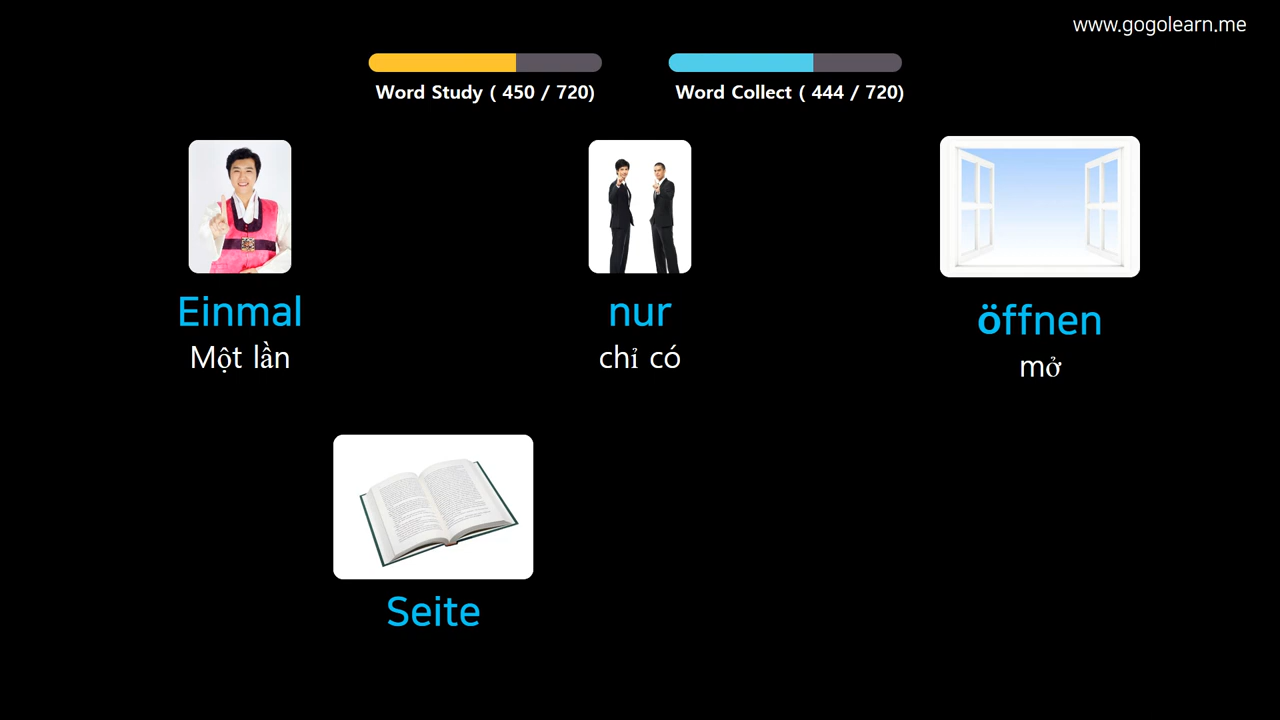 www.gogolearn.me
Word Study ( 450 / 720)
Word Collect ( 444 / 720)
Einmal
Một lần
nur
chỉ có
öffnen
mở
Seite